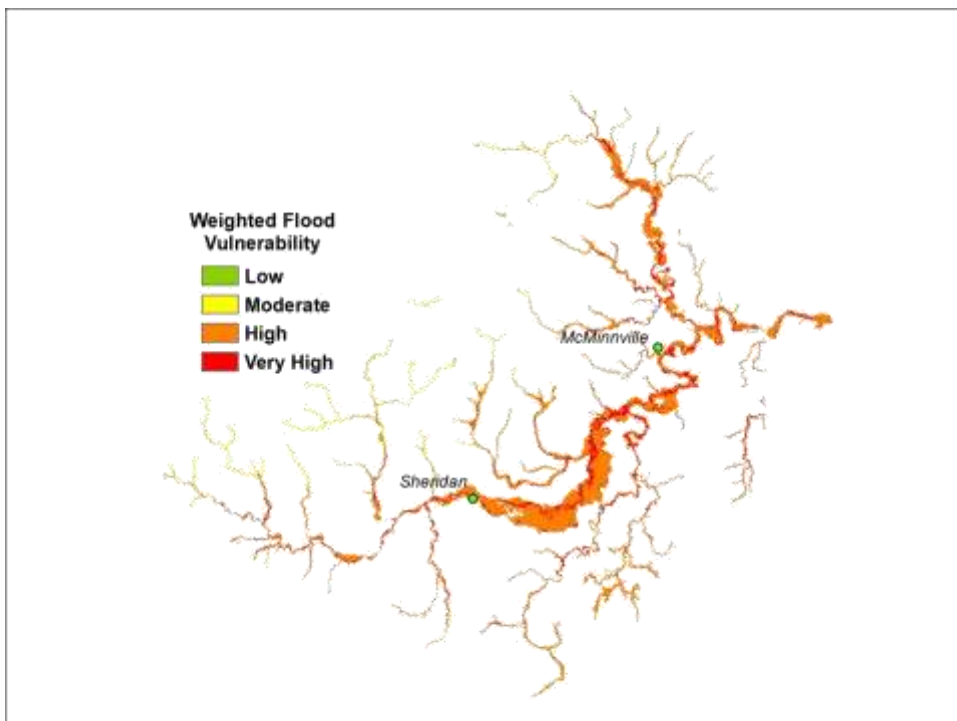 Weighted Flood
Vulnerability
Low
Moderate
High
Very High
McMinnville
Sheridan